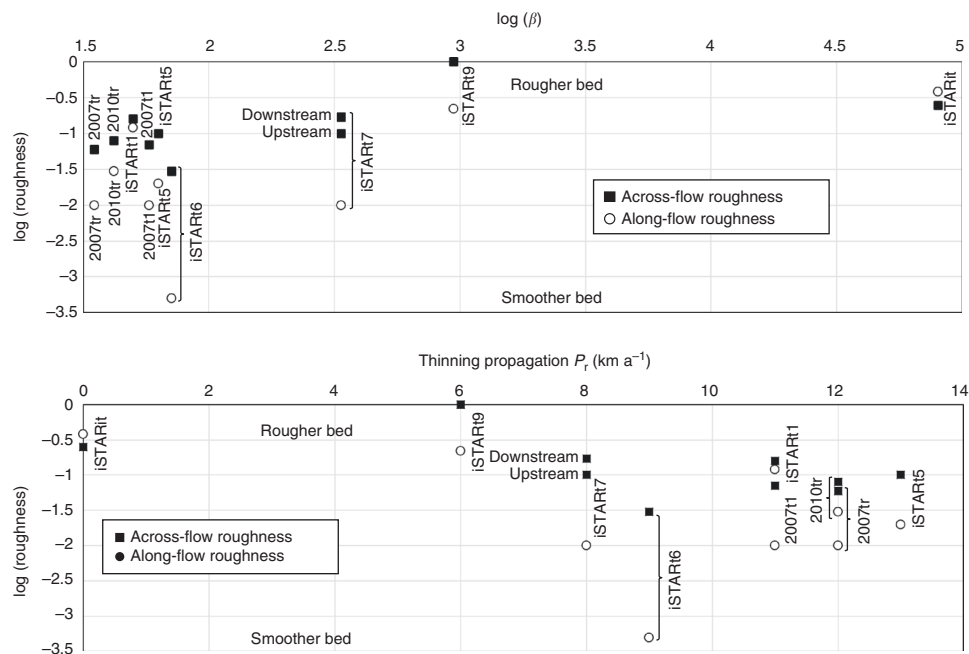 log (β)
1.5 2 2.5 3 3.5 4 4.5 5
0
−0.5
−1
−1.5
−2
−2.5
−3
−3.5
log (roughness)
Rougher bed
2007tr
2010tr
iSTARt1
2007t1
iSTARt5
2007tr
2010tr
2007t1
iSTARt5
iSTARt6
Downstream
Upstream
iSTARt7
iSTARt9
iSTARit
Across-flow roughness
Along-flow roughness
Smoother bed
Thinning propagation Pr (km a−1)
0 2 4 6 8 10 12 14
0
−0.5
−1
−1.5
−2
−2.5
−3
−3.5
log (roughness)
iSTARit
Rougher bed
iSTARt9
Downstream
Upstream
iSTARt7
iSTARt6
iSTARt1
2007t1
2010tr
2007tr
iSTARt5
Across-flow roughness
Along-flow roughness
Smoother bed